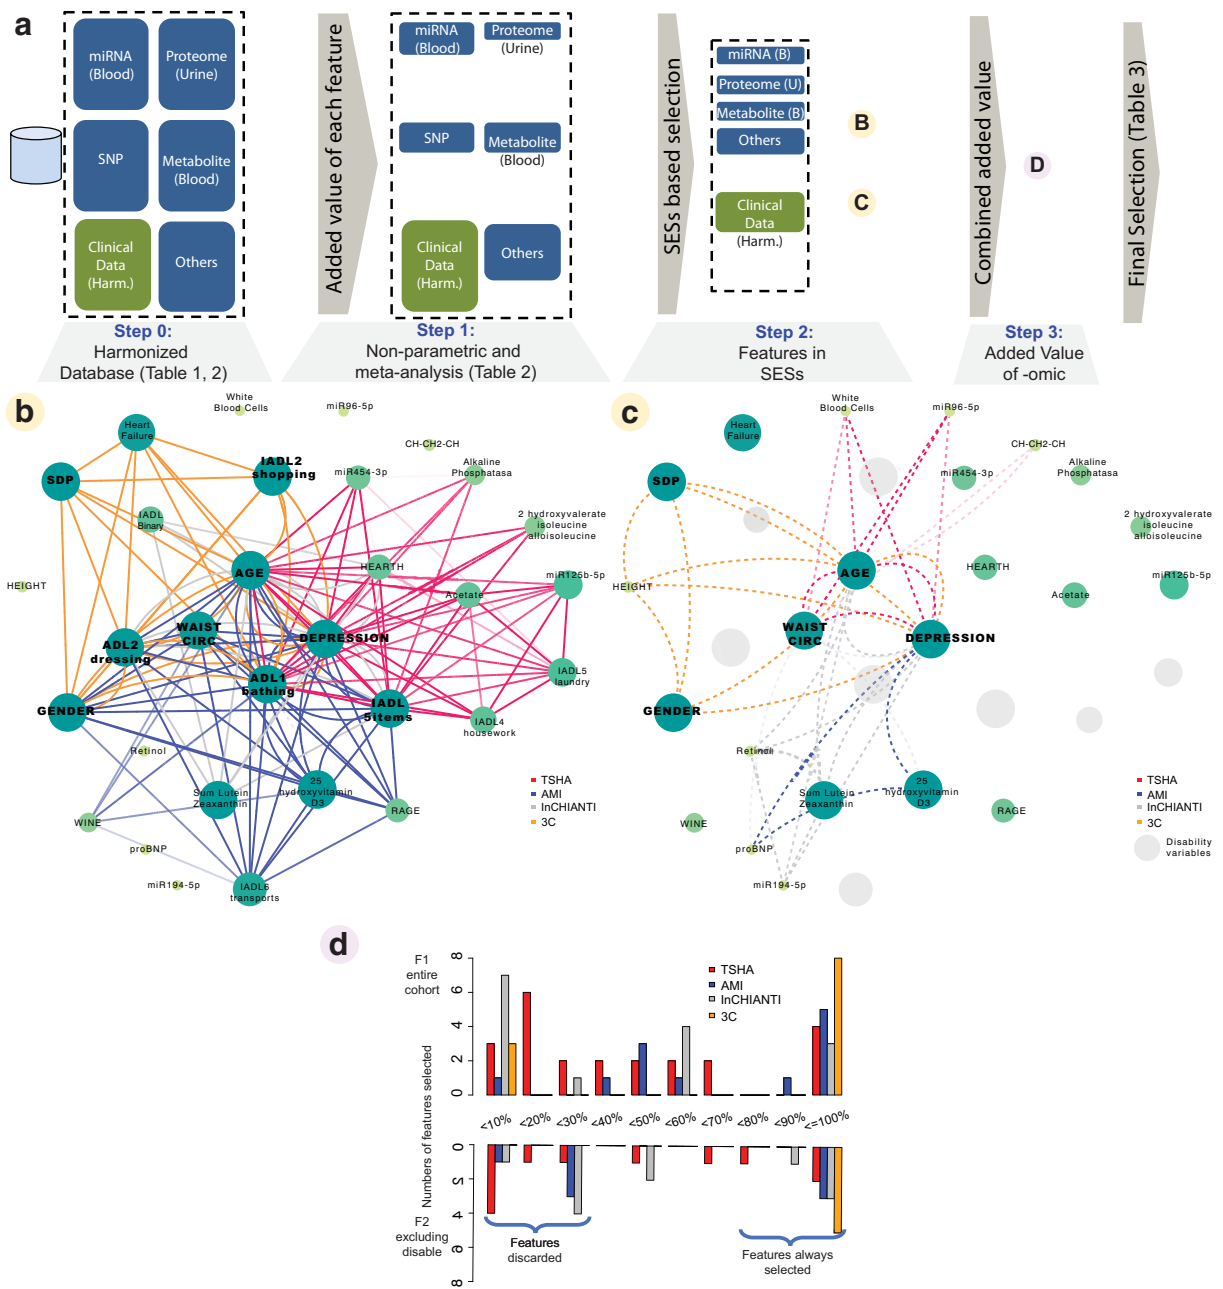 a
miRNA
(Blood)
Proteome
(Urine)
SNP
Metabolite
(Blood)
Clinical
Data
(Harm.)
Others
Added value of each feature
miRNA
(Blood)
Proteome
(Urine)
SNP
Metabolite
(Blood)
Clinical
Data
(Harm.)
Others
SESs based selection
miRNA (B)
Proteome (U)
Metabolite (B)
Others
Clinical
Data
(Harm.)
B
C
Combined added value
D
Final Selection (Table 3)
Step 0:
Harmonized
Database (Table 1, 2)
Step 1:
Non-parametric and
meta-analysis (Table 2)
Step 2:
Features in
SESs
Step 3:
Added Value
of -omic
b
White
Blood Cells
miR96-5p
Heart
Failure
CH-CH2-CH
IADL2
shopping
SDP
miR454-3p
Alkaline
Phosphatasa
IADL
Binary
2 hydroxyvalerate
isoleucine
alloisoleucine
AGE
HEARTH
HEIGHT
Acetate
miR125b-5p
WAIST
CIRC
ADL2
dressing
DEPRESSION
ADL1
bathing
IADL5
laundry
GENDER
IADL
5items
IADL4
housework
Retinol
Sum Lutein
Zeaxanthin
25
hydroxyvitamin
D3
RAGE
WINE
proBNP
miR194-5p
IADL6
transports
TSHA
AMI
InCHIANTI
3C
c
White
Blood Cells
miR96-5p
Heart
Failure
CH-CH2-CH
SDP
miR454-3p
Alkaline
Phosphatasa
2 hydroxyvalerate
isoleucine
alloisoleucine
AGE
HEARTH
HEIGHT
Acetate
miR125b-5p
WAIST
CIRC
DEPRESSION
GENDER
Retinol
Sum Lutein
Zeaxanthin
25
hydroxyvitamin
D3
RAGE
WINE
proBNP
miR194-5p
TSHA
AMI
InCHIANTI
3C
Disability
variables
d
F1
entire
cohort
Numbers of features selected
8
6
4
2
0
TSHA
AMI
InCHIANTI
3C
<10%
<20%
<30%
<40%
<50%
<60%
<70%
<80%
<90%
<=100%
0
2
4
6
8
F2
excluding
disable
Features
discarded
Features always
selected